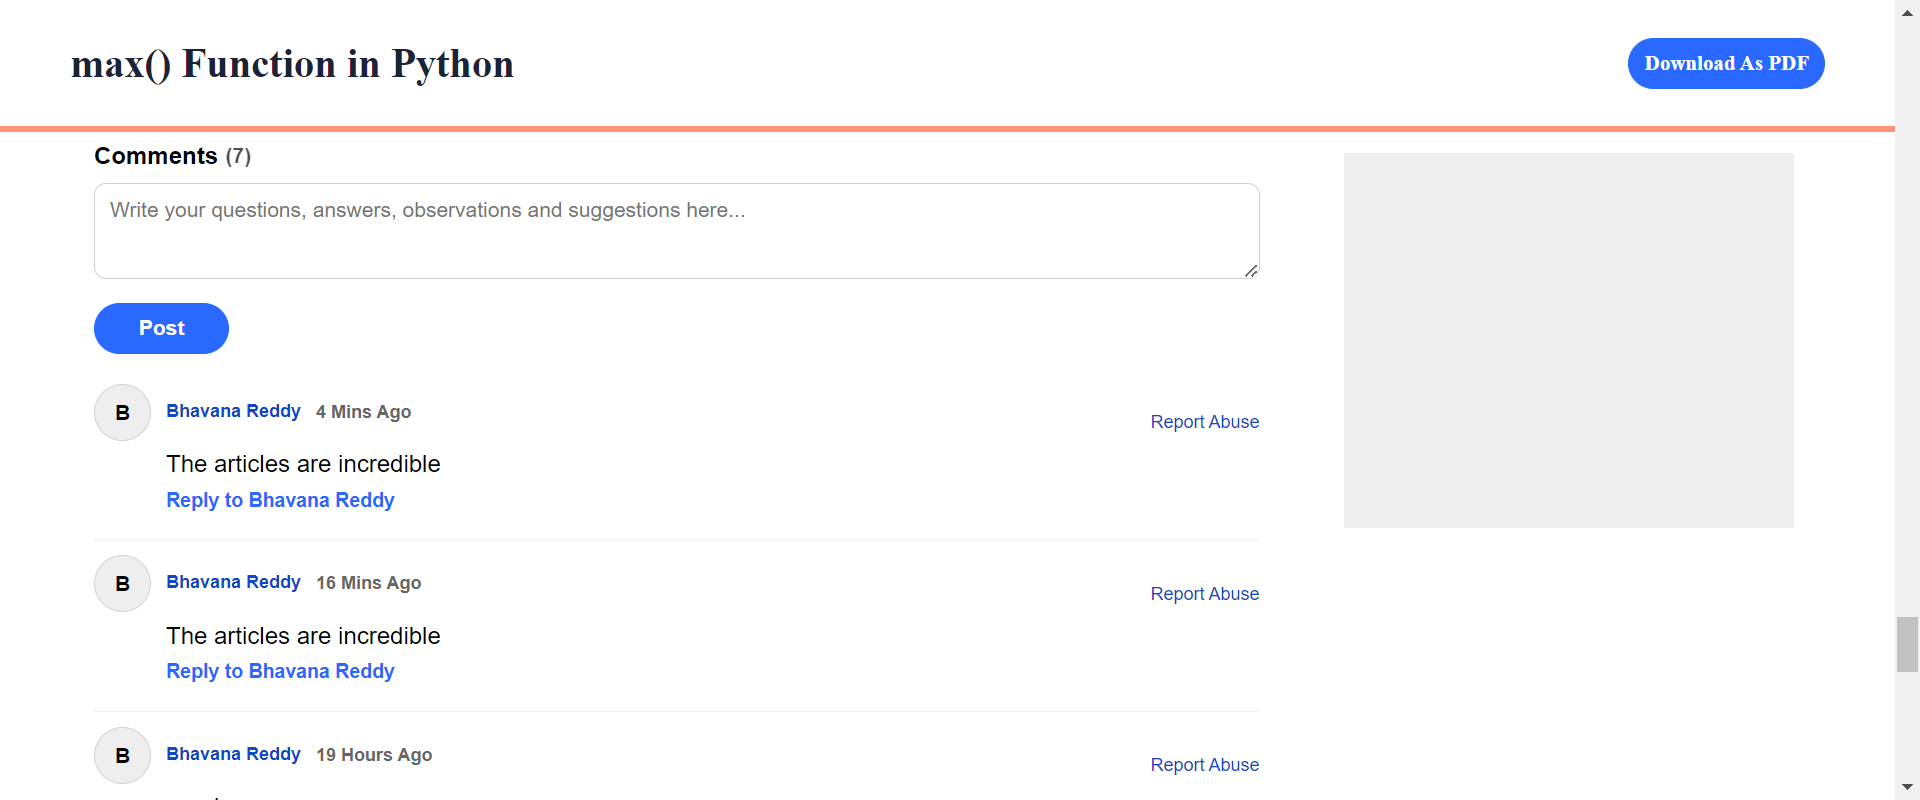 max() Function in Python
Download As PDF
Comments (7)
Write your questions, answers, observations and suggestions here...
Post
B
Bhavana Reddy 4 Mins Ago
Report Abuse
The articles are incredible
Reply to Bhavana Reddy
B
Bhavana Reddy 16 Mins Ago
Report Abuse
The articles are incredible
Reply to Bhavana Reddy
B
Bhavana Reddy 19 Hours Ago
Report Abuse